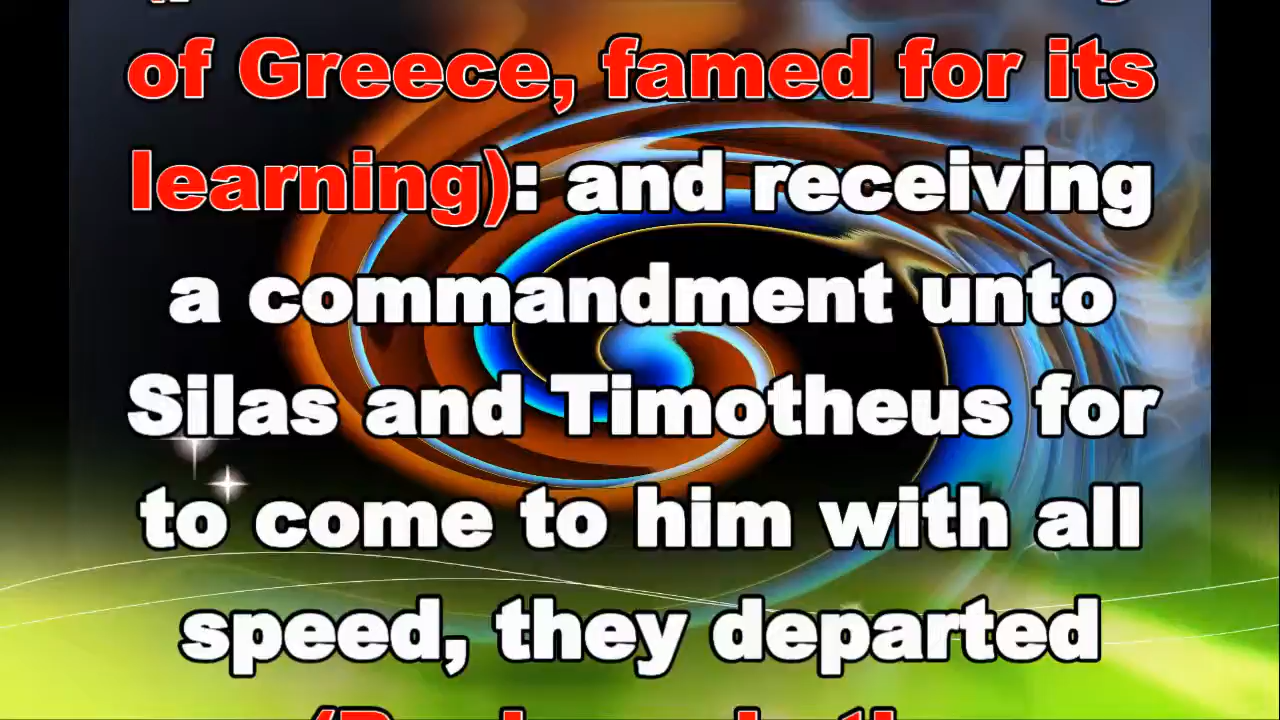 of Greece, famed for its
learning): and receiving
a commandment unto
Silas and Timotheus for
to come to him with all
speed, they departed